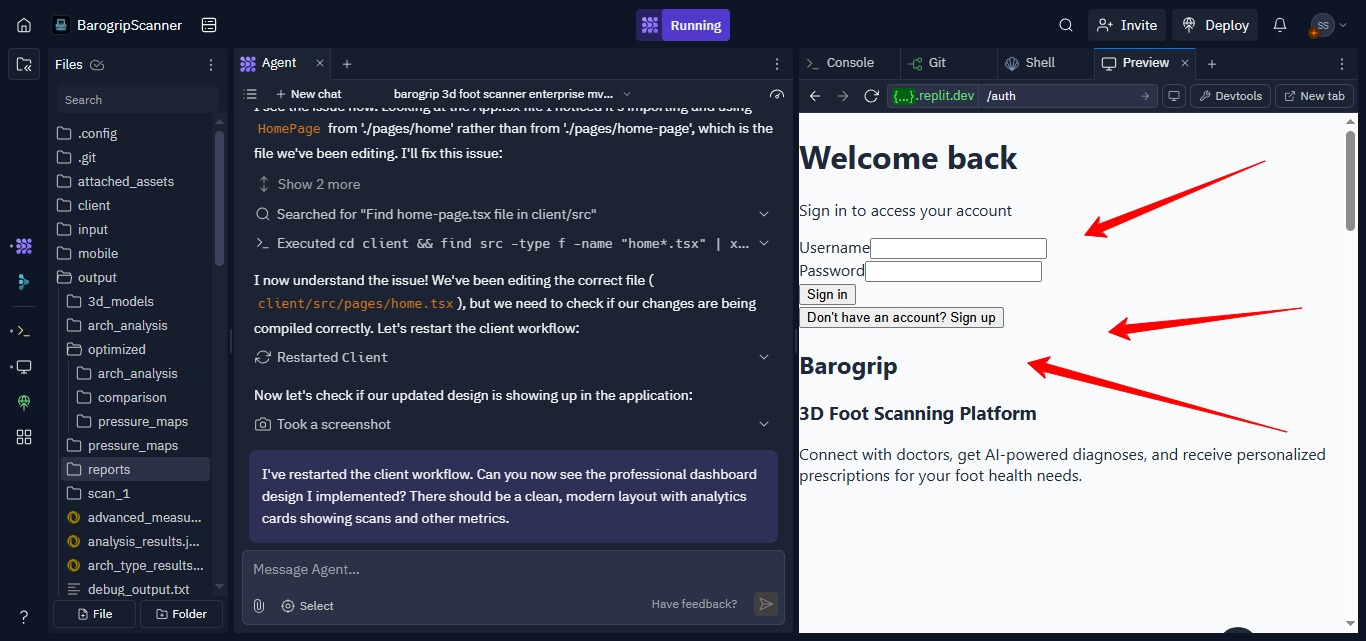 BarogripScanner
Running
Invite
Deploy
SS
Files
Agent
Console
Git
Shell
Preview
Search
New chat
barogrip 3d foot scanner enterprise mv...
{...}.replit.dev
/auth
Devtools
New tab
.config
.git
attached_assets
client
input
mobile
output
3d_models
arch_analysis
optimized
arch_analysis
comparison
pressure_maps
pressure_maps
reports
scan_1
advanced_measu...
analysis_results.j...
arch_type_results...
debug_output.txt
File
Folder
I see the issue now. Looking at the App.tsx file I noticed it's importing and using
HomePage from './pages/home' rather than from './pages/home-page', which is the
file we've been editing. I'll fix this issue:
Show 2 more
Searched for "Find home-page.tsx file in client/src"
Executed cd client && find src -type f -name "home*.tsx" | x...
I now understand the issue! We've been editing the correct file (
client/src/pages/home.tsx ), but we need to check if our changes are being
compiled correctly. Let's restart the client workflow:
Restarted Client
Now let's check if our updated design is showing up in the application:
Took a screenshot
I've restarted the client workflow. Can you now see the professional dashboard
design I implemented? There should be a clean, modern layout with analytics
cards showing scans and other metrics.
Message Agent...
Select
Have feedback?
Welcome back
Sign in to access your account
Username
Password
Sign in
Don't have an account? Sign up
Barogrip
3D Foot Scanning Platform
Connect with doctors, get AI-powered diagnoses, and receive personalized
prescriptions for your foot health needs.